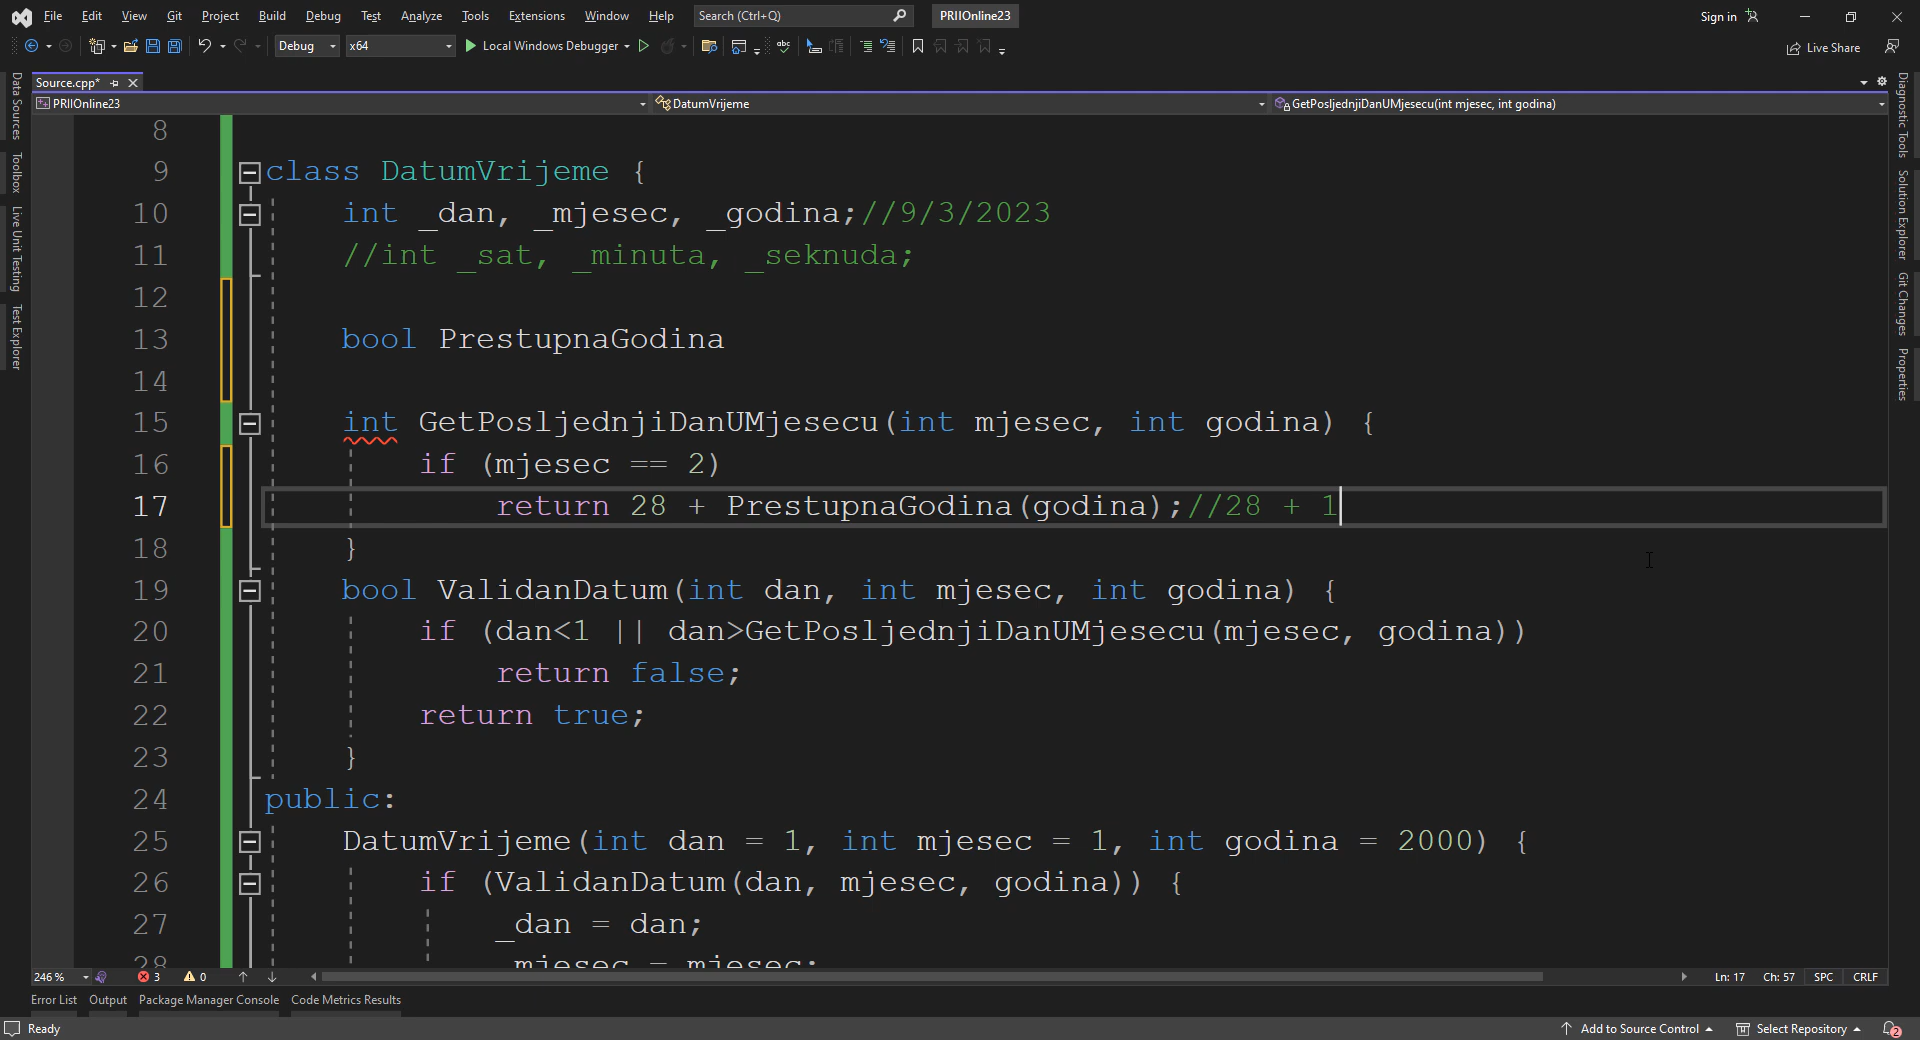 File Edit View Git Project Build Debug Test Analyze Tools Extensions Window Help Search (Ctrl+Q) PRIIOnline23 Sign in
Debug x64 Local Windows Debugger Live Share
Source.cpp*
PRIIOnline23 DatumVrijeme GetPosljednjiDanUMjesecu(int mjesec, int godina)
Data Sources
Toolbox
Live Unit Testing
Test Explorer
8
9 class DatumVrijeme {
10 int _dan, _mjesec, _godina;//9/3/2023
11 //int _sat, _minuta, _seknuda;
12
13 bool PrestupnaGodina
14
15 int GetPosljednjiDanUMjesecu(int mjesec, int godina) {
16 if (mjesec == 2)
17 return 28 + PrestupnaGodina(godina);//28 + 1
18 }
19 bool ValidanDatum(int dan, int mjesec, int godina) {
20 if (dan<1 || dan>GetPosljednjiDanUMjesecu(mjesec, godina))
21 return false;
22 return true;
23 }
24 public:
25 DatumVrijeme(int dan = 1, int mjesec = 1, int godina = 2000) {
26 if (ValidanDatum(dan, mjesec, godina)) {
27 _dan = dan;
28 _mjesec = mjesec;
Diagnostic Tools
Solution Explorer
Git Changes
Properties
246 % 3 0 Ln: 17 Ch: 57 SPC CRLF
Error List Output Package Manager Console Code Metrics Results
Ready Add to Source Control Select Repository 2